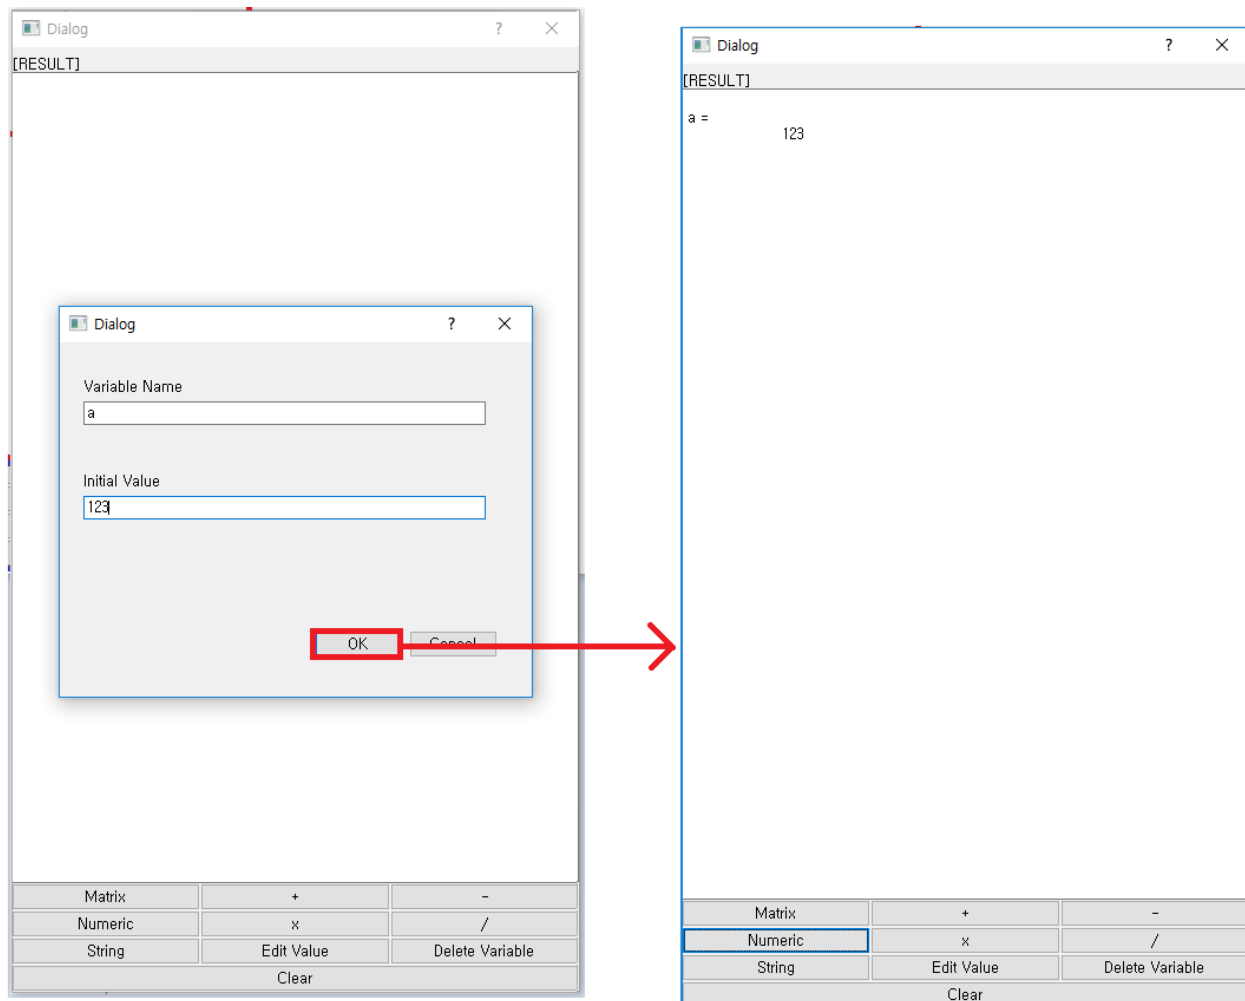 Dialog
[RESULT]
Dialog
Variable Name
a
Initial Value
123
OK
Cancel
Matrix + -
Numeric x /
String Edit Value Delete Variable
Clear
Dialog
[RESULT]
a =
123
Matrix + -
Numeric x /
String Edit Value Delete Variable
Clear